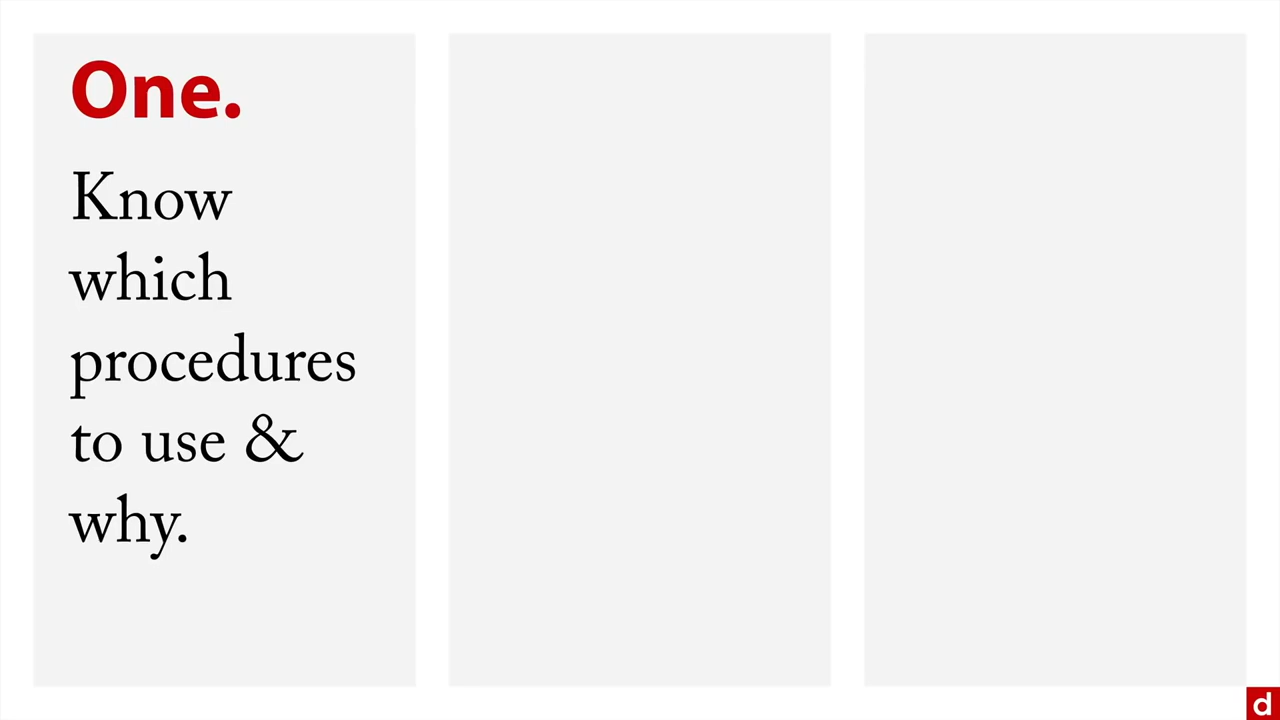 One.
Know
which
procedures
to use &
why.
d